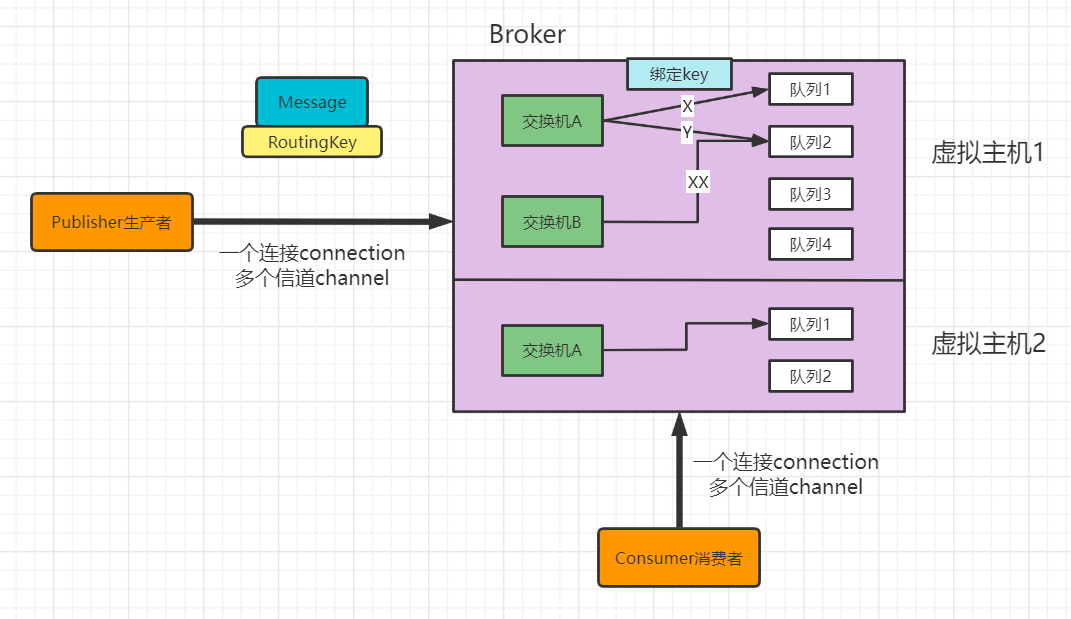 Broker
绑定key
Message
RoutingKey
交换机A
X
Y
队列1
队列2
虚拟主机1
XX
队列3
Publisher生产者
交换机B
队列4
一个连接connection
多个信道channel
交换机A
队列1
队列2
虚拟主机2
一个连接connection
多个信道channel
Consumer消费者